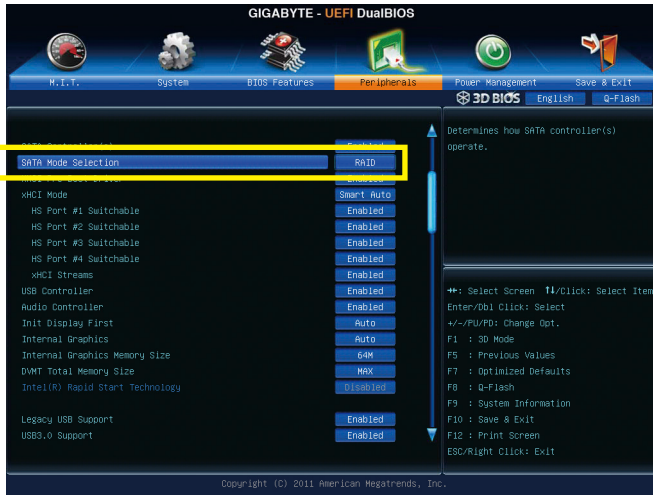 GIGABYTE - UEFI DualBIOS
M.I.T. System BIOS Features Peripherals Power Management Save & Exit
3D BIOS English Q-Flash
SATA Controller(s) Enabled
SATA Mode Selection RAID
Enabled
xHCI Mode Smart Auto
HS Port #1 Switchable Enabled
HS Port #2 Switchable Enabled
HS Port #3 Switchable Enabled
HS Port #4 Switchable Enabled
xHCI Streams Enabled
USB Controller Enabled
Audio Controller Enabled
Init Display First Auto
Internal Graphics Auto
Internal Graphics Memory Size 64M
DVMT Total Memory Size MAX
Intel(R) Rapid Start Technology Disabled
Legacy USB Support Enabled
USB3.0 Support Enabled
Determines how SATA controller(s)
operate.
: Select Screen ↑↓/Click: Select Item
Enter/Dbl Click: Select
+/-/PU/PD: Change Opt.
F1 : 3D Mode
F5 : Previous Values
F7 : Optimized Defaults
F8 : Q-Flash
F9 : System Information
F10 : Save & Exit
F12 : Print Screen
ESC/Right Click: Exit
Copyright (C) 2011 American Megatrends, Inc.